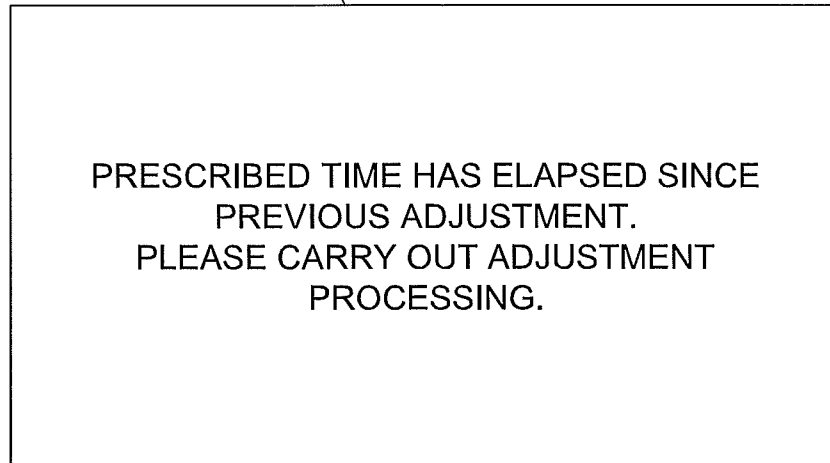 PRESCRIBED TIME HAS ELAPSED SINCE
PREVIOUS ADJUSTMENT.
PLEASE CARRY OUT ADJUSTMENT
PROCESSING.